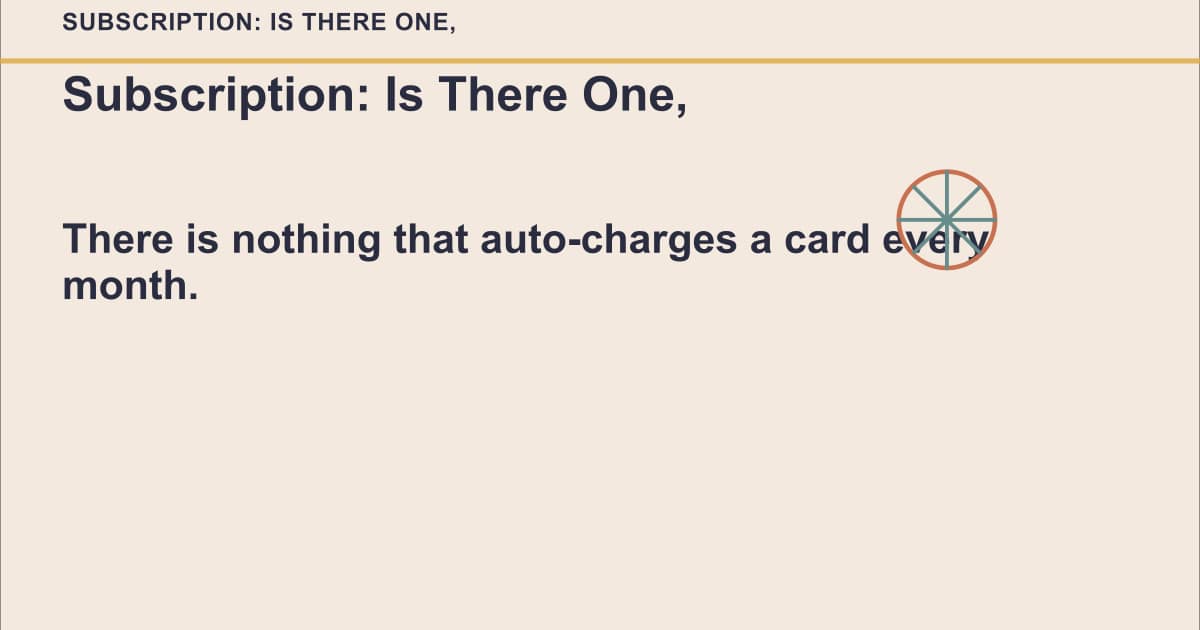 SUBSCRIPTION: IS THERE ONE,
Subscription: Is There One,
There is nothing that auto-charges a card every
month.